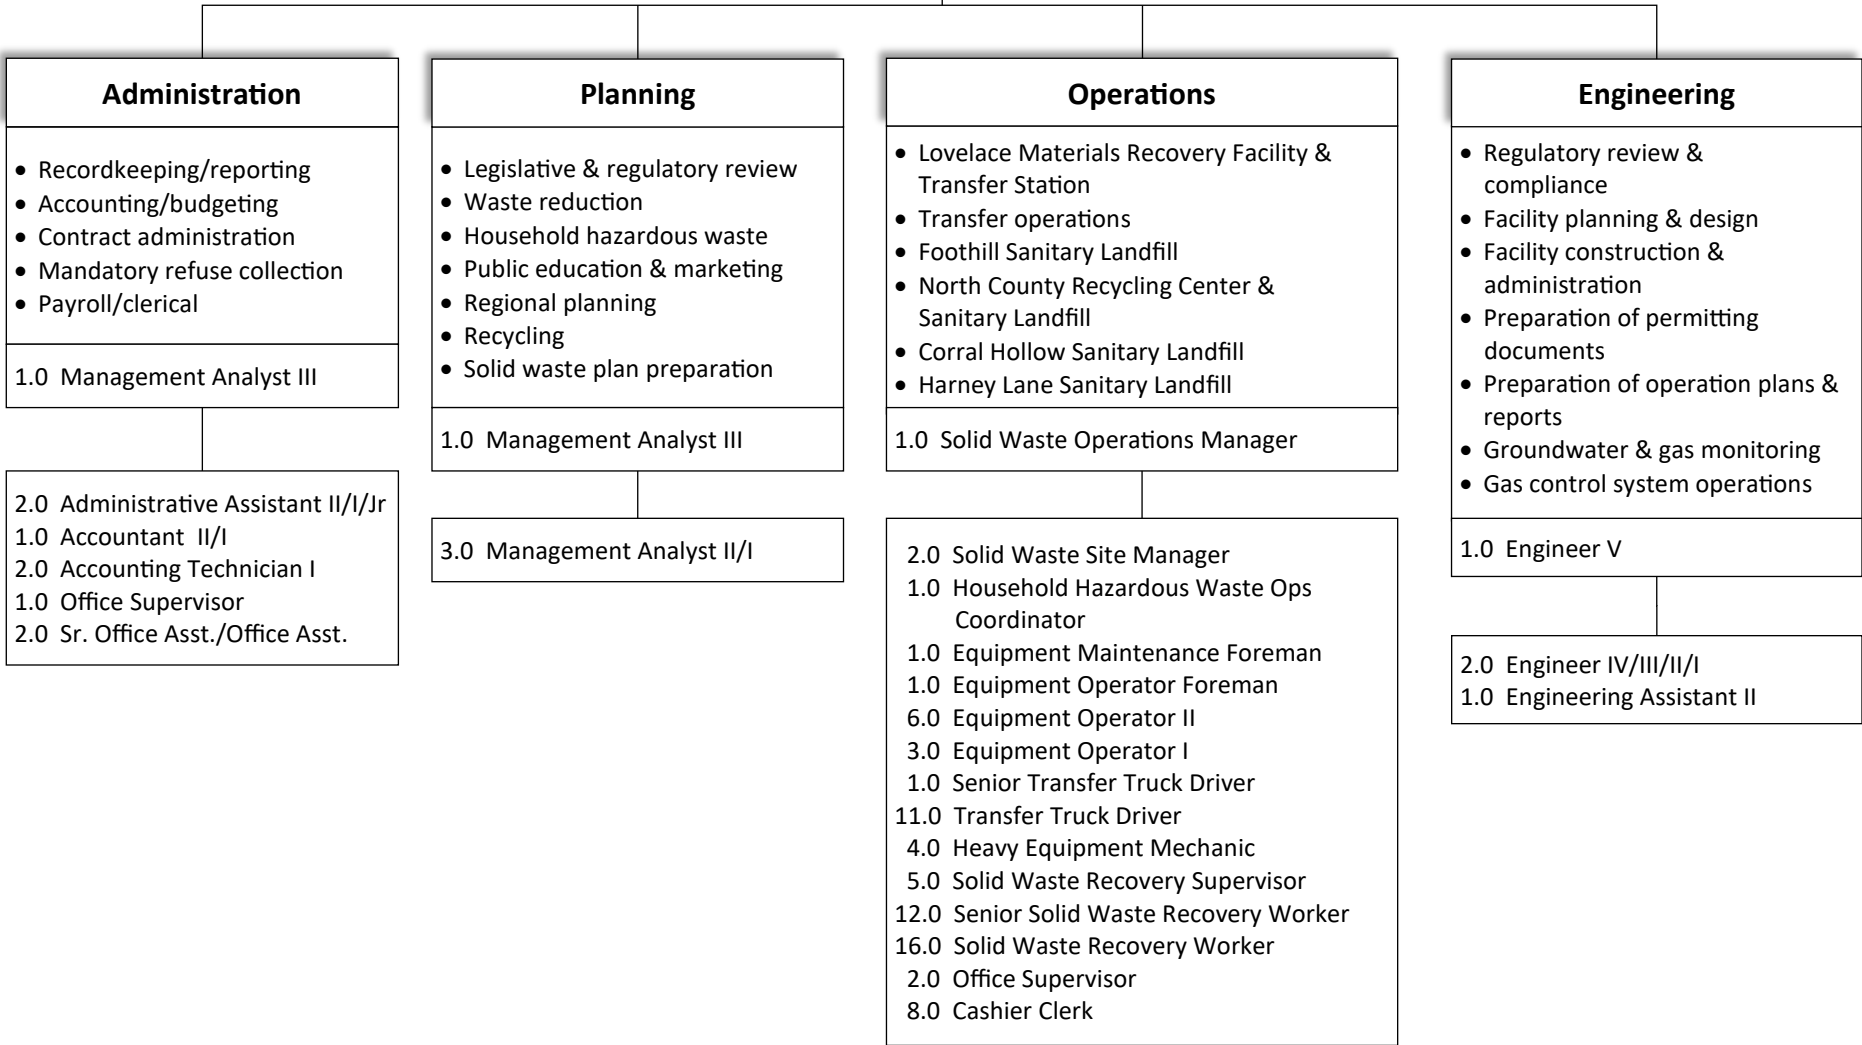 Administration
• Recordkeeping/reporting
• Accounting/budgeting
• Contract administration
• Mandatory refuse collection
• Payroll/clerical
1.0 Management Analyst III
2.0 Administrative Assistant II/I/Jr
1.0 Accountant II/I
2.0 Accounting Technician I
1.0 Office Supervisor
2.0 Sr. Office Asst./Office Asst.
Planning
• Legislative & regulatory review
• Waste reduction
• Household hazardous waste
• Public education & marketing
• Regional planning
• Recycling
• Solid waste plan preparation
1.0 Management Analyst III
3.0 Management Analyst II/I
Operations
• Lovelace Materials Recovery Facility &
Transfer Station
• Transfer operations
• Foothill Sanitary Landfill
• North County Recycling Center &
Sanitary Landfill
• Corral Hollow Sanitary Landfill
• Harney Lane Sanitary Landfill
1.0 Solid Waste Operations Manager
2.0 Solid Waste Site Manager
1.0 Household Hazardous Waste Ops
Coordinator
1.0 Equipment Maintenance Foreman
1.0 Equipment Operator Foreman
6.0 Equipment Operator II
3.0 Equipment Operator I
1.0 Senior Transfer Truck Driver
11.0 Transfer Truck Driver
4.0 Heavy Equipment Mechanic
5.0 Solid Waste Recovery Supervisor
12.0 Senior Solid Waste Recovery Worker
16.0 Solid Waste Recovery Worker
2.0 Office Supervisor
8.0 Cashier Clerk
Engineering
• Regulatory review &
compliance
• Facility planning & design
• Facility construction &
administration
• Preparation of permitting
documents
• Preparation of operation plans &
reports
• Groundwater & gas monitoring
• Gas control system operations
1.0 Engineer V
2.0 Engineer IV/III/II/I
1.0 Engineering Assistant II